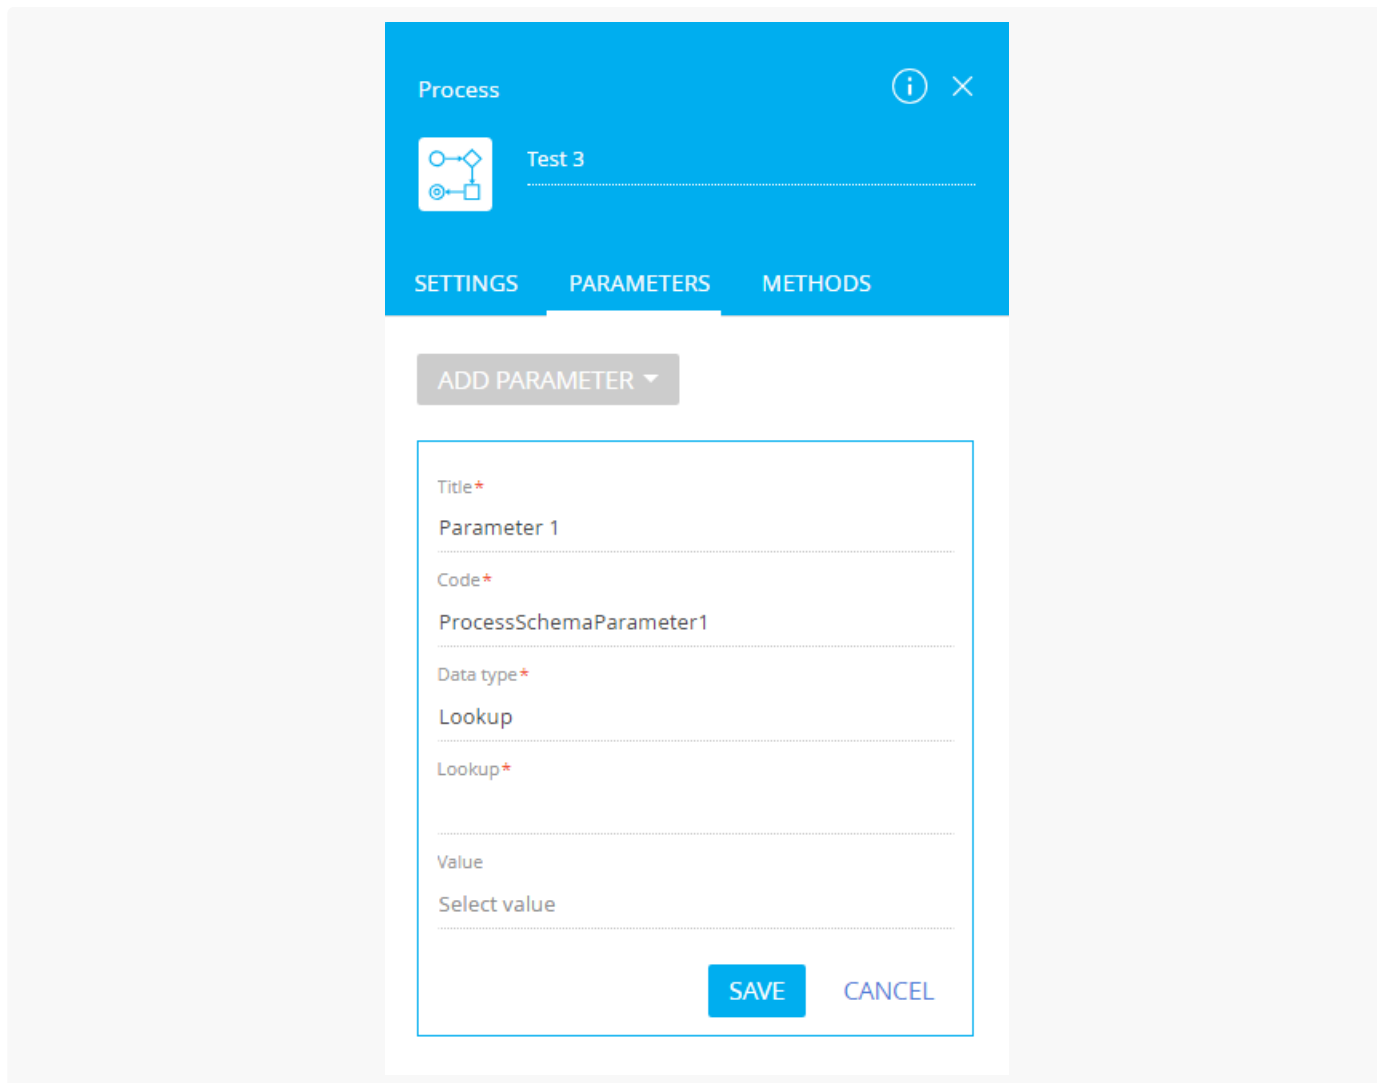 Process
Test 3
SETTINGS PARAMETERS METHODS
ADD PARAMETER
Title*
Parameter 1
Code*
ProcessSchemaParameter1
Data type*
Lookup
Lookup*
Value
Select value
SAVE CANCEL